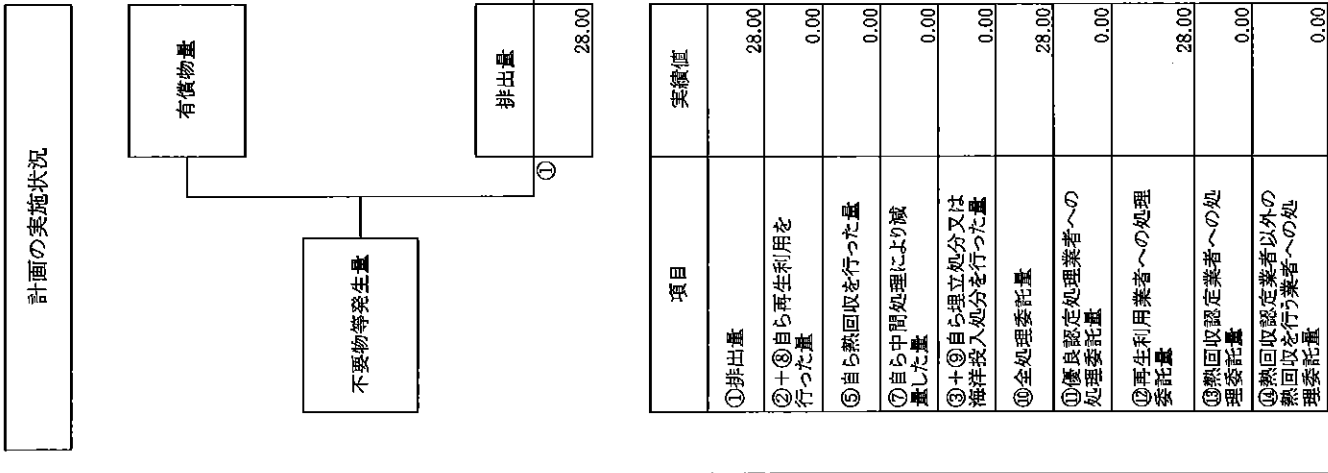 計画の実施状況
有償物量
不要物等発生量
排出量
28.00
①
項目
実績値
①排出量
28.00
②+⑧自ら再生利用を
行った量
0.00
⑤自ら熱回収を行った量
0.00
⑦自ら中間処理により減
量した量
0.00
③+⑨自ら埋立処分又は
海洋投入処分を行った量
0.00
⑩全処理委託量
28.00
⑪優良認定処理業者への
処理委託量
0.00
⑫再生利用業者への処理
委託量
28.00
⑬熱回収認定業者への処
理委託量
0.00
⑭熱回収認定業者以外の
熱回収を行う業者への処
理委託量
0.00